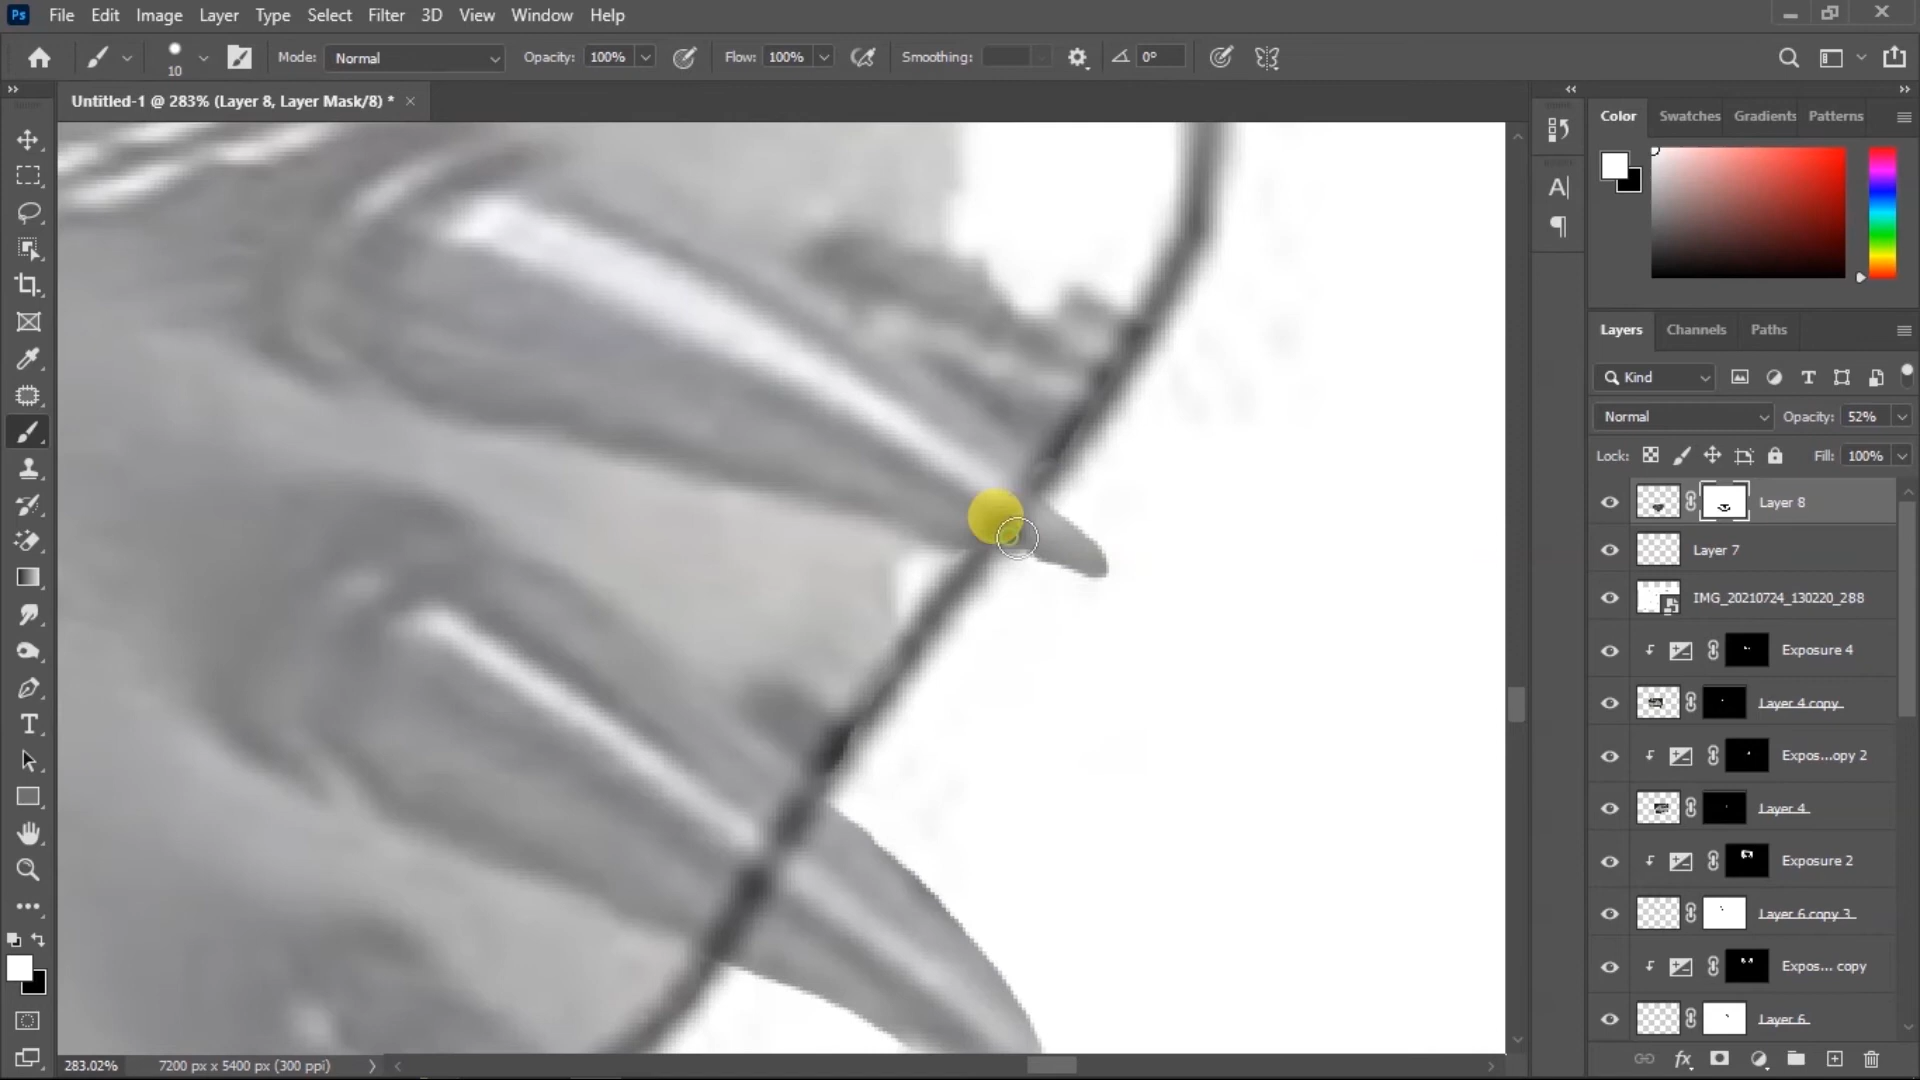 Ps File Edit Image Layer Type Select Filter 3D View Window Help
10 Mode: Normal Opacity: 100% Flow: 100% Smoothing: 0°
Untitled-1 @ 283% (Layer 8, Layer Mask/8) * ×
Color Swatches Gradients Patterns
Layers Channels Paths
Kind
Normal Opacity: 52%
Lock: Fill: 100%
Layer 8
Layer 7
IMG_20210724_130220_288
Exposure 4
Layer 4 copy
Expos...opy 2
Layer 4
Exposure 2
Layer 6 copy 3
Expos... copy
Layer 6
283.02% 7200 px x 5400 px (300 ppi)